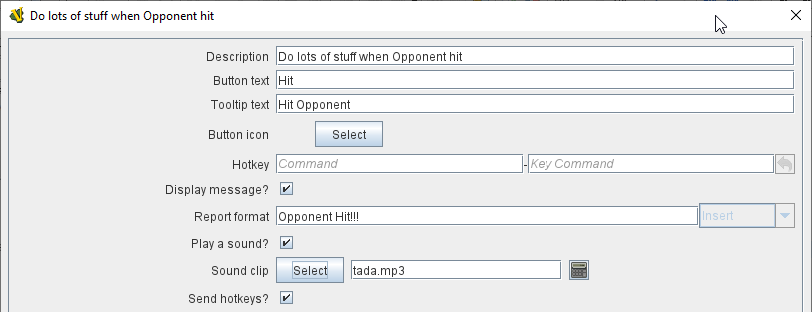 Do lots of stuff when Opponent hit
Description Do lots of stuff when Opponent hit
Button text Hit
Tooltip text Hit Opponent
Button icon Select
Hotkey Command - Key Command
Display message?
Report format Opponent Hit!!! Insert
Play a sound?
Sound clip Select tada.mp3
Send hotkeys?